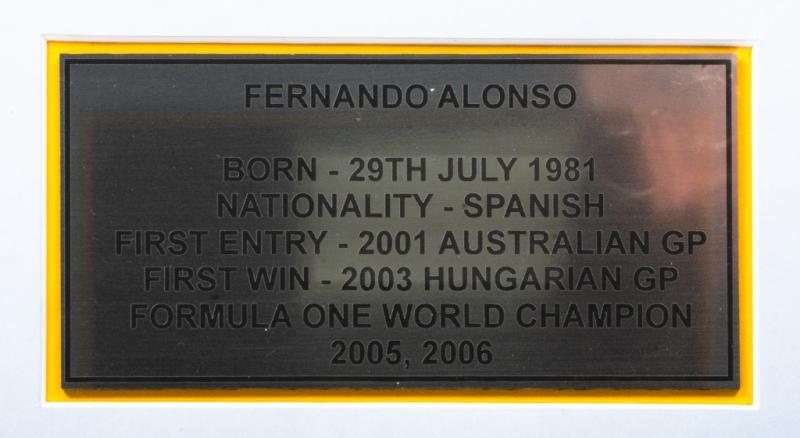 FERNANDO ALONSO
BORN - 29TH JULY 1981
NATIONALITY - SPANISH
FIRST ENTRY - 2001 AUSTRALIAN GP
FIRST WIN - 2003 HUNGARIAN GP
FORMULA ONE WORLD CHAMPION
2005, 2006